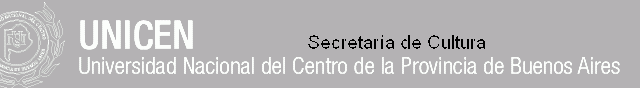 UNICEN
Secretaría de Cultura
Universidad Nacional del Centro de la Provincia de Buenos Aires